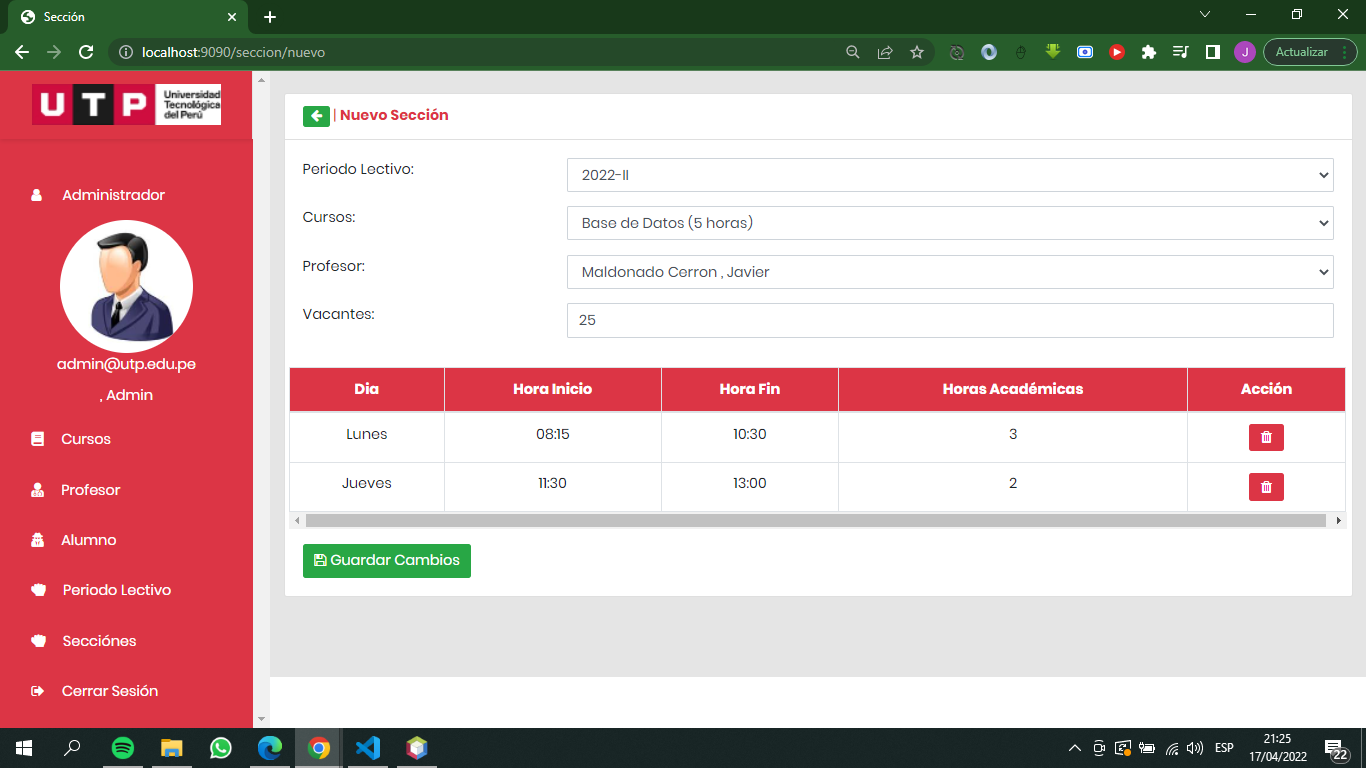 Sección
localhost:9090/seccion/nuevo
J
Actualizar
UTP
Universidad
Tecnológica
del Perú
Administrador
admin@utp.edu.pe
, Admin
Cursos
Profesor
Alumno
Periodo Lectivo
Secciónes
Cerrar Sesión
| Nuevo Sección
Periodo Lectivo: 2022-II
Cursos: Base de Datos (5 horas)
Profesor: Maldonado Cerron , Javier
Vacantes: 25
Dia Hora Inicio Hora Fin Horas Académicas Acción
Lunes 08:15 10:30 3
Jueves 11:30 13:00 2
Guardar Cambios
ESP
21:25
17/04/2022
22